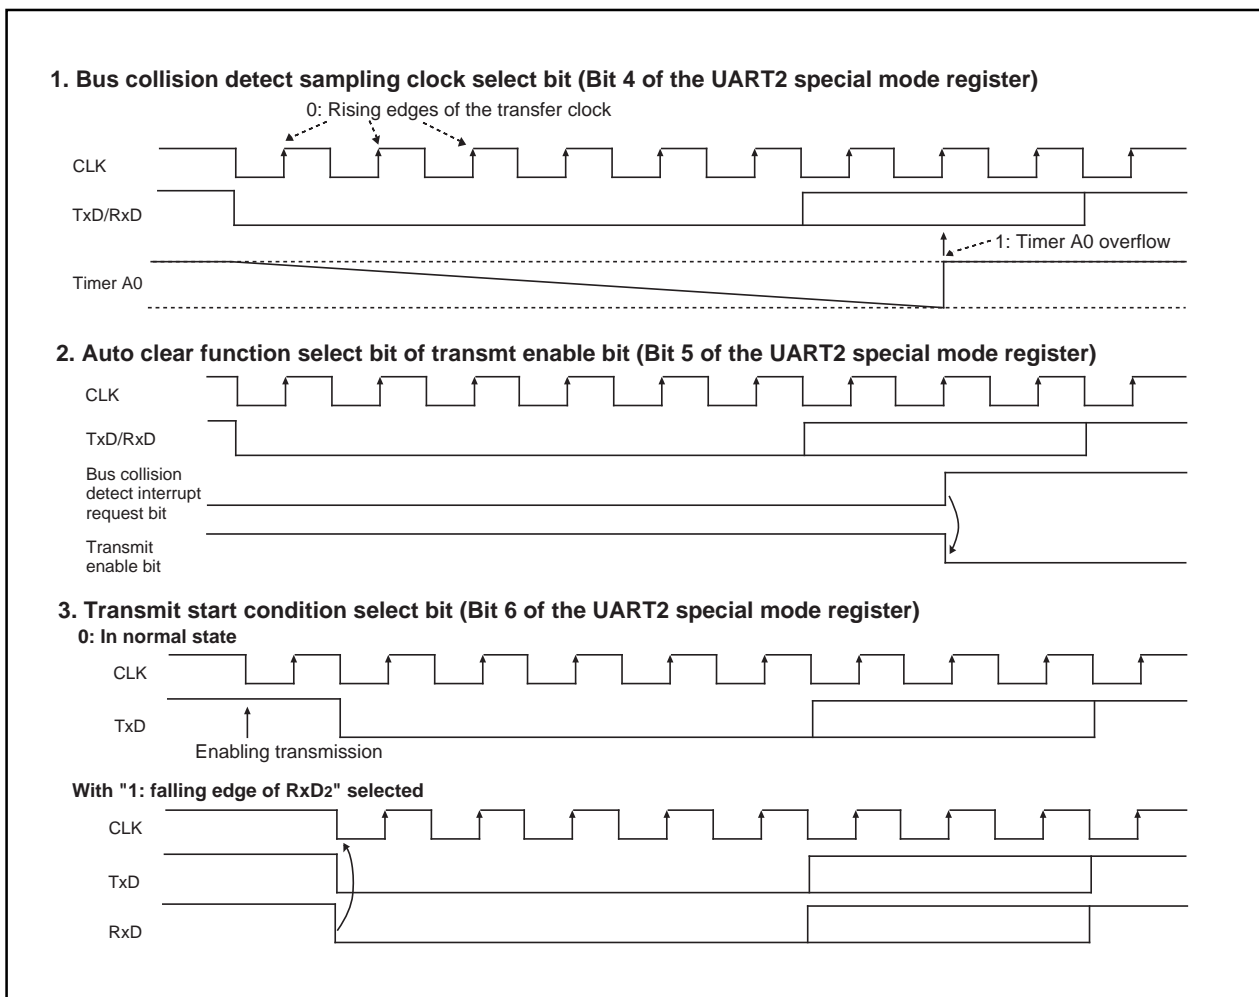 1. Bus collision detect sampling clock select bit (Bit 4 of the UART2 special mode register)
0: Rising edges of the transfer clock
CLK
TxD/RxD
1: Timer A0 overflow
Timer A0
2. Auto clear function select bit of transmt enable bit (Bit 5 of the UART2 special mode register)
CLK
TxD/RxD
Bus collision
detect interrupt
request bit
Transmit
enable bit
3. Transmit start condition select bit (Bit 6 of the UART2 special mode register)
0: In normal state
CLK
TxD
Enabling transmission
With "1: falling edge of RxD2" selected
CLK
TxD
RxD